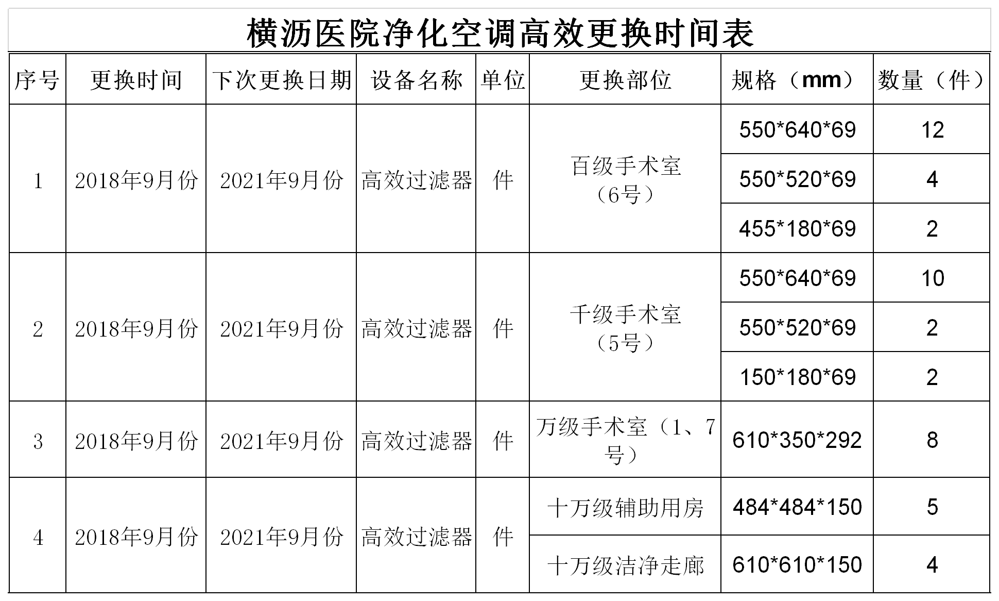 横沥医院净化空调高效更换时间表
序号 更换时间 下次更换日期 设备名称 单位 更换部位 规格（mm） 数量（件）
1 2018年9月份 2021年9月份 高效过滤器 件 百级手术室
（6号）
550*640*69 12
550*520*69 4
455*180*69 2
2 2018年9月份 2021年9月份 高效过滤器 件 千级手术室
（5号）
550*640*69 10
550*520*69 2
150*180*69 2
3 2018年9月份 2021年9月份 高效过滤器 件 万级手术室（1、7
号）
610*350*292 8
4 2018年9月份 2021年9月份 高效过滤器 件
十万级辅助用房 484*484*150 5
十万级洁净走廊 610*610*150 4